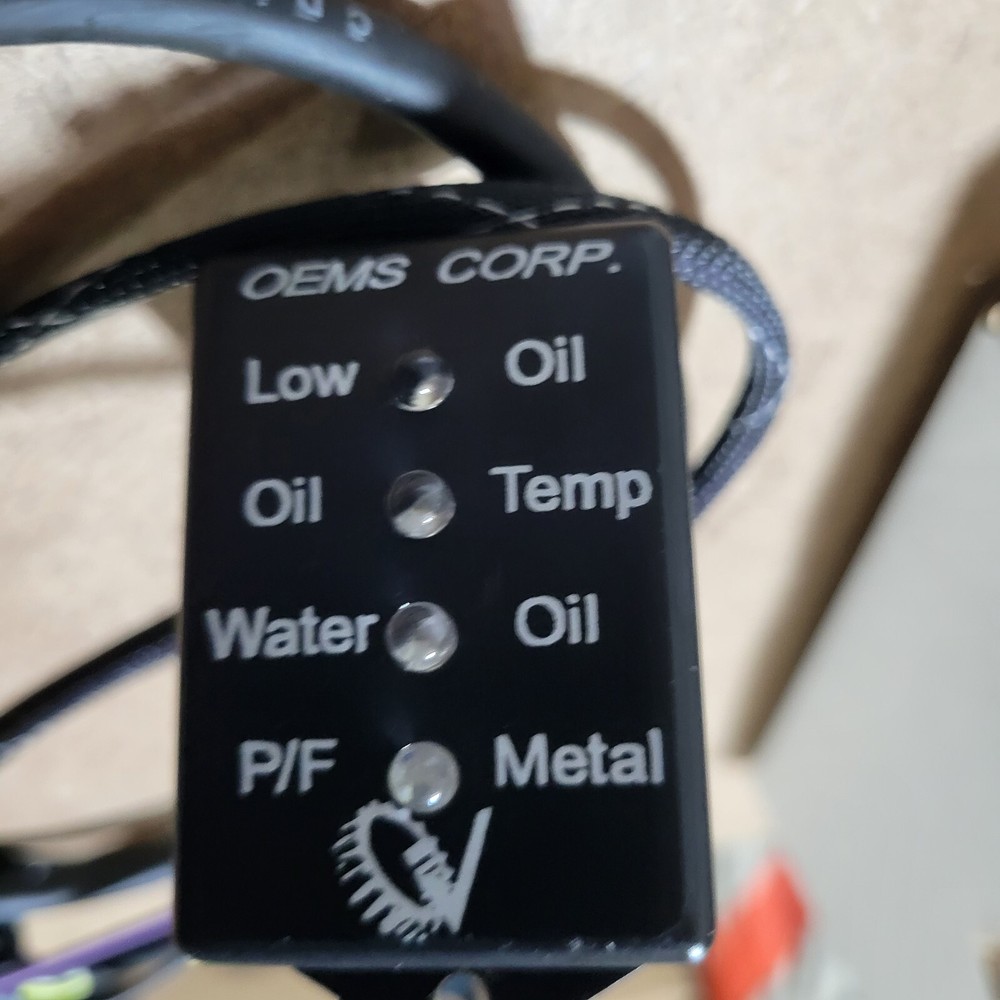 OEMS CORP.
Low Oil
Oil Temp
Water Oil
P/F Metal